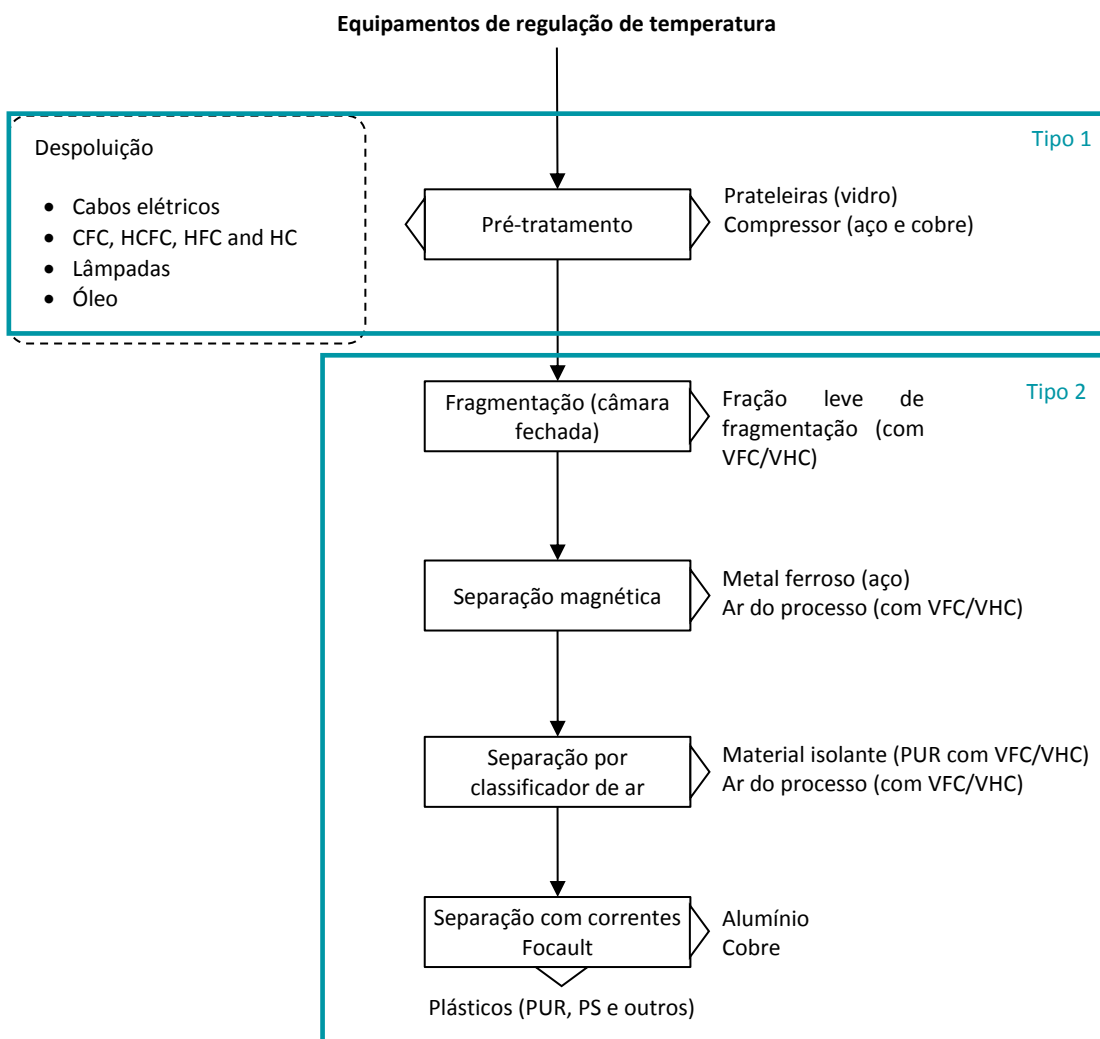 Equipamentos de regulação de temperatura
Tipo 1
Despoluição
• Cabos elétricos
• CFC, HCFC, HFC and HC
• Lâmpadas
• Óleo
Pré-tratamento
Prateleiras (vidro)
Compressor (aço e cobre)
Tipo 2
Fragmentação (câmara
fechada)
Fração leve de
fragmentação (com
VFC/VHC)
Separação magnética
Metal ferroso (aço)
Ar do processo (com VFC/VHC)
Separação por
classificador de ar
Material isolante (PUR com VFC/VHC)
Ar do processo (com VFC/VHC)
Separação com correntes
Focault
Alumínio
Cobre
Plásticos (PUR, PS e outros)